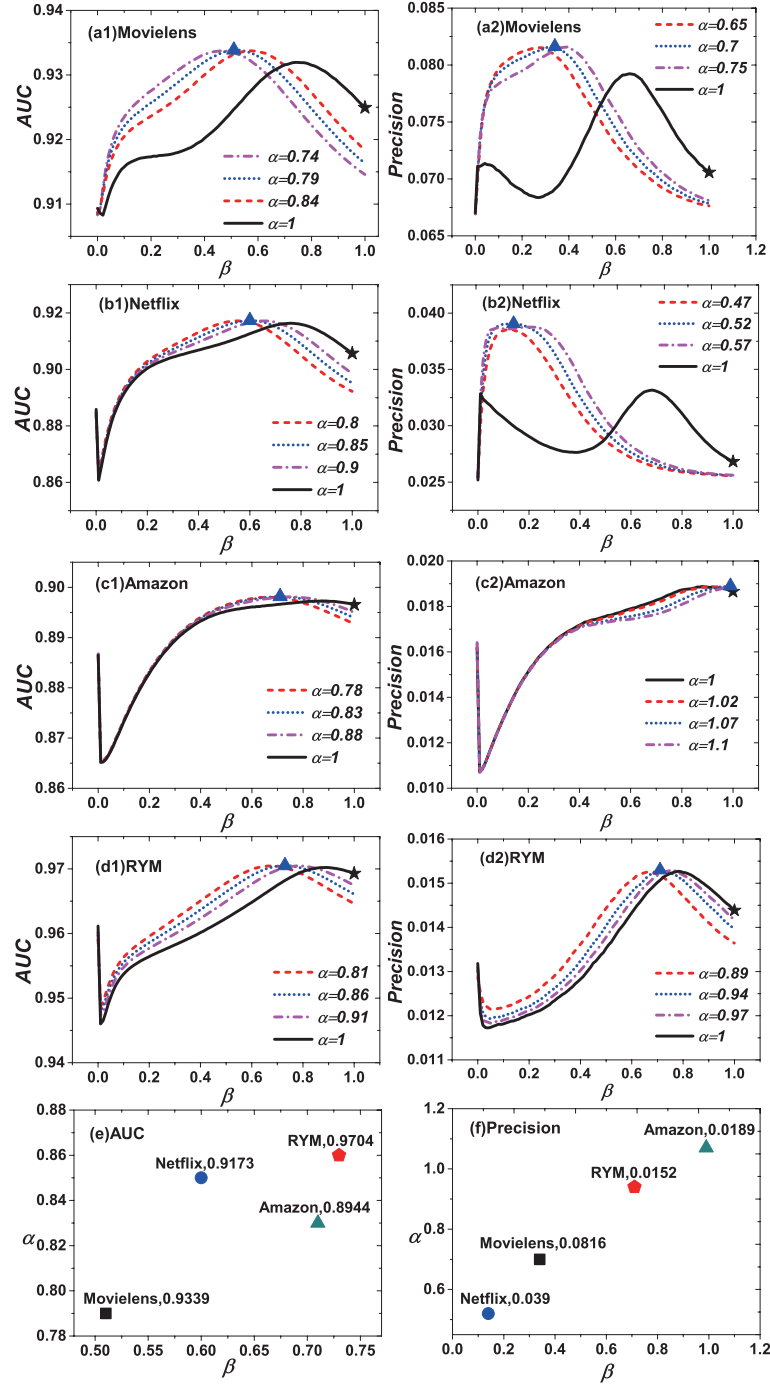 (a1)Movielens
AUC
0.94
0.93
0.92
0.91
α=0.74
α=0.79
α=0.84
α=1
0.0 0.2 0.4 0.6 0.8 1.0
β
(a2)Movielens
Precision
0.085
0.080
0.075
0.070
0.065
α=0.65
α=0.7
α=0.75
α=1
0.0 0.2 0.4 0.6 0.8 1.0
β
(b1)Netflix
AUC
0.92
0.90
0.88
0.86
α=0.8
α=0.85
α=0.9
α=1
0.0 0.2 0.4 0.6 0.8 1.0
β
(b2)Netflix
Precision
0.040
0.035
0.030
0.025
α=0.47
α=0.52
α=0.57
α=1
0.0 0.2 0.4 0.6 0.8 1.0
β
(c1)Amazon
AUC
0.90
0.89
0.88
0.87
0.86
α=0.78
α=0.83
α=0.88
α=1
0.0 0.2 0.4 0.6 0.8 1.0
β
(c2)Amazon
Precision
0.020
0.018
0.016
0.014
0.012
0.010
α=1
α=1.02
α=1.07
α=1.1
0.0 0.2 0.4 0.6 0.8 1.0
β
(d1)RYM
AUC
0.97
0.96
0.95
0.94
α=0.81
α=0.86
α=0.91
α=1
0.0 0.2 0.4 0.6 0.8 1.0
β
(d2)RYM
Precision
0.016
0.015
0.014
0.013
0.012
0.011
α=0.89
α=0.94
α=0.97
α=1
0.0 0.2 0.4 0.6 0.8 1.0
β
(e)AUC
α
0.88
0.86
0.84
0.82
0.80
0.78
RYM,0.9704
Netflix,0.9173
Amazon,0.8944
Movielens,0.9339
0.50 0.55 0.60 0.65 0.70 0.75
β
(f)Precision
α
1.2
1.0
0.8
0.6
Amazon,0.0189
RYM,0.0152
Movielens,0.0816
Netflix,0.039
0.0 0.2 0.4 0.6 0.8 1.0 1.2
β